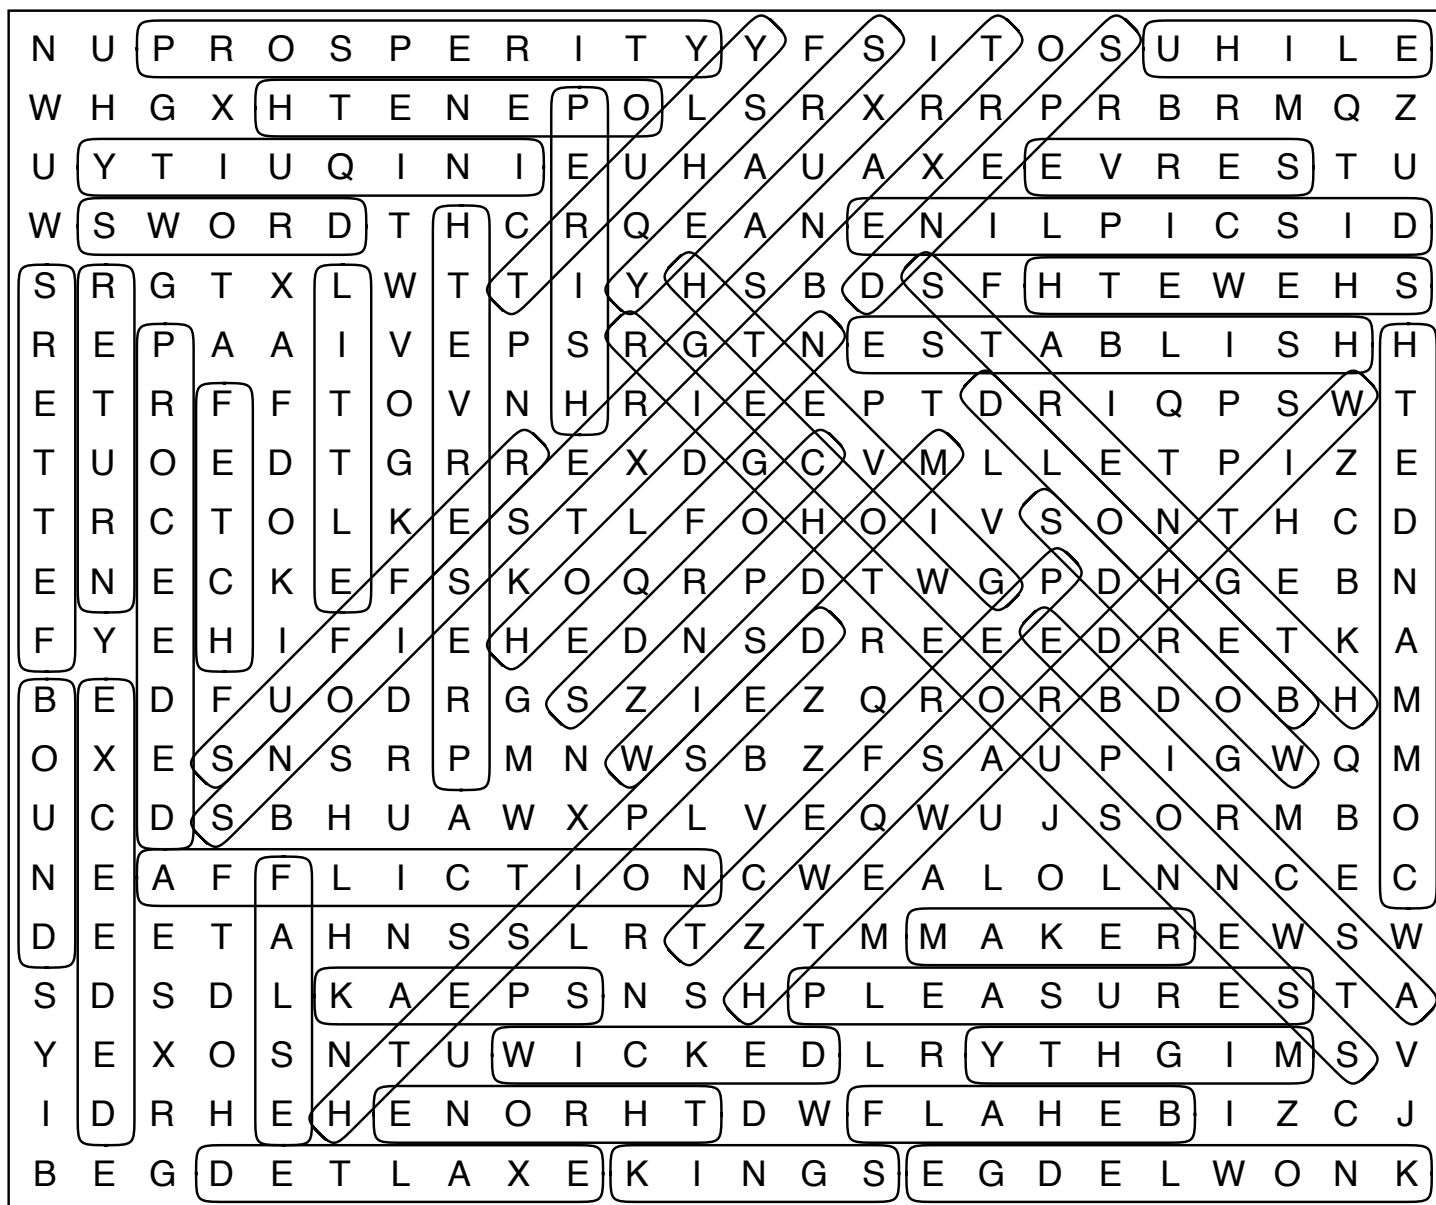 N U P R O S P E R I T Y Y F S I T O S U H I L E
W H G X H T E N E P O L S R X R R P R B R M Q Z
U Y T I U Q I N I E U H A U A X E E V R E S T U
W S W O R D T H C R Q E A N E N I L P I C S I D
S R G T X L W T T I Y H S B D S F H T E W E H S
R E P A A I V E P S R G T N E S T A B L I S H H
E T R F F T O V N H R I E E P T D R I Q P S W T
T U O E D T G R R E X D G C V M L L E T P I Z E
T R C T O L K E S T L F O H O I V S O N T H C D
E N E C K E F S K O Q R P D T W G P D H G E B N
F Y E H I F I E H E D N S D R E E E D R E T K A
B E D F U O D R G S Z I E Z Q R O R B D O B H M
O X E S N S R P M N W S B Z F S A U P I G W Q M
U C D S B H U A W X P L V E Q W U J S O R M B O
N E A F F L I C T I O N C W E A L O L N N C E C
D E E T A H N S S L R T Z T M M A K E R E W S W
S D S D L K A E P S N S H P L E A S U R E S T A
Y E X O S N T U W I C K E D L R Y T H G I M S V
I D R H E H E N O R H T D W F L A H E B I Z C J
B E G D E T L A X E K I N G S E G D E L W O N K